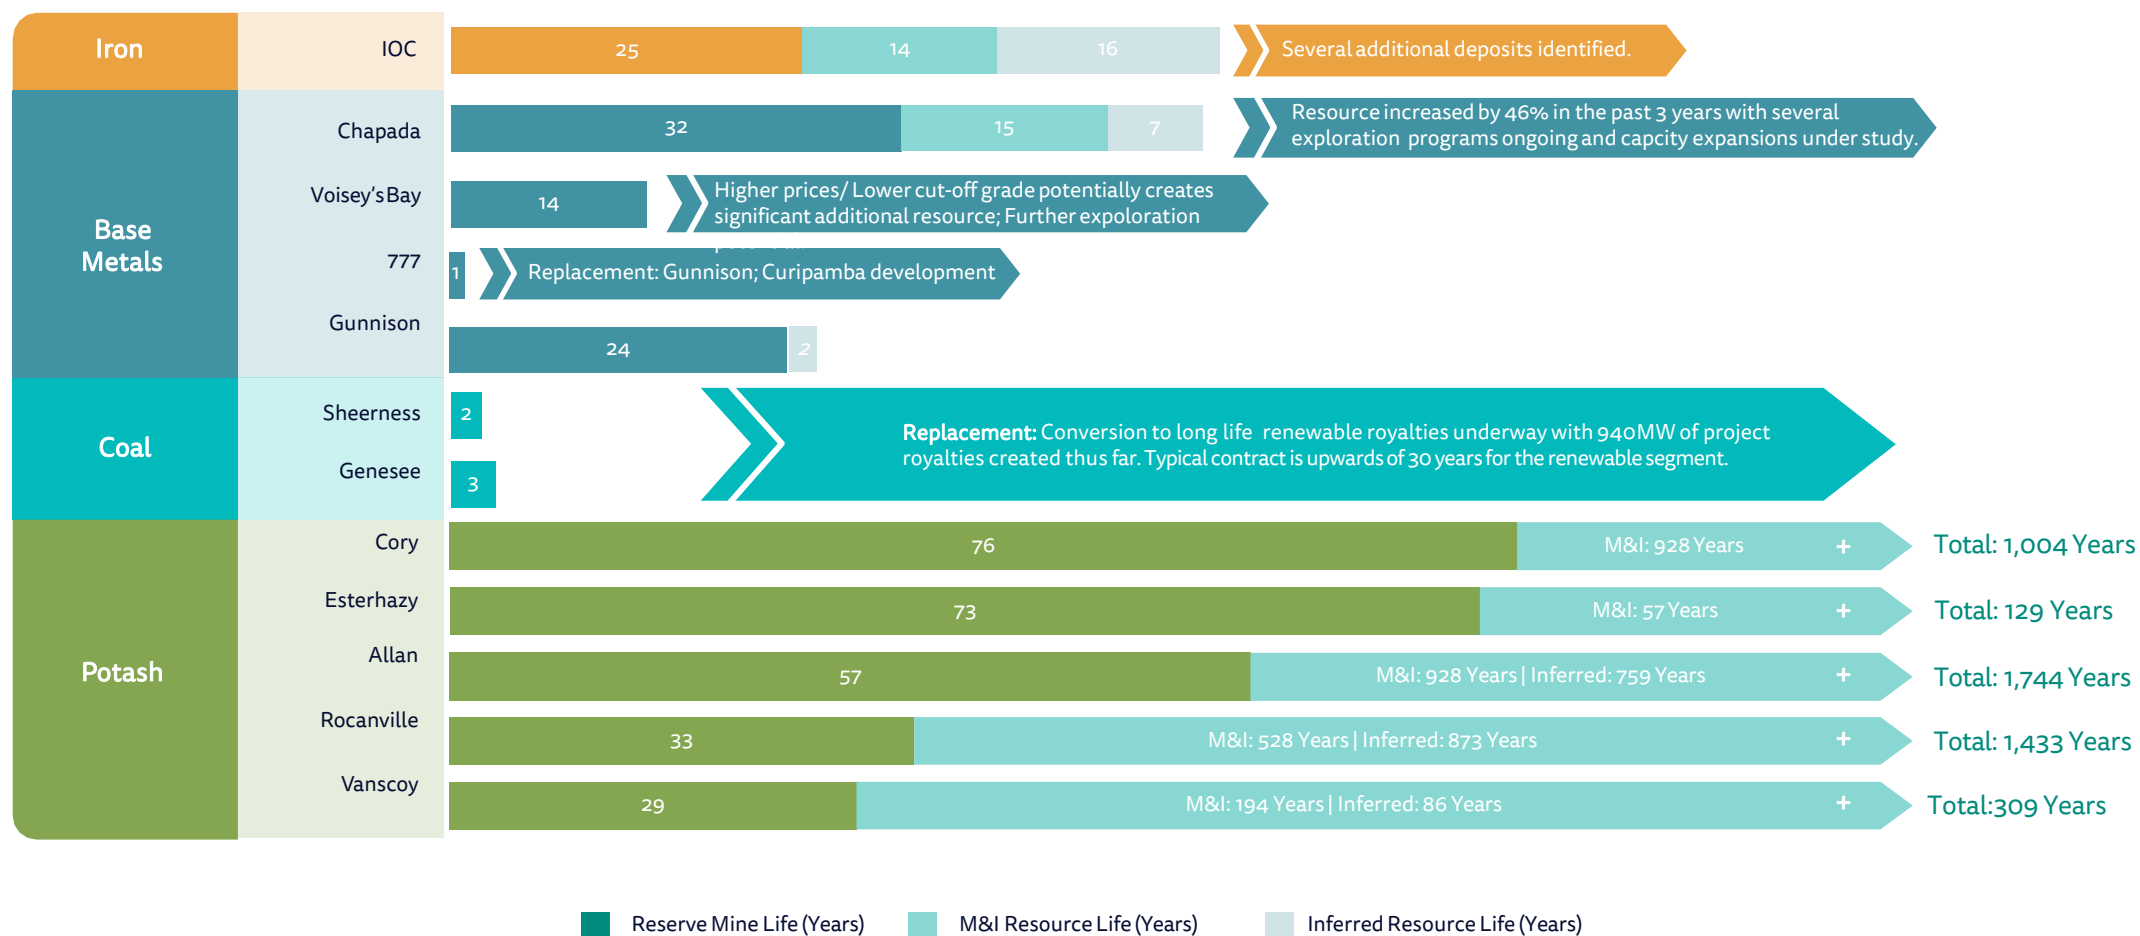 Iron
IOC
25
14
16
Several additional deposits identified.
Base
Metals
Chapada
32
15
7
Resource increased by 46% in the past 3 years with several
exploration programs ongoing and capcity expansions under study.
Voisey's Bay
14
Higher prices/ Lower cut-off grade potentially creates
significant additional resource; Further expoloration
777
1
Replacement: Gunnison; Curipamba development
Gunnison
24
2
Coal
Sheerness
2
Genesee
3
Replacement: Conversion to long life renewable royalties underway with 940MW of project
royalties created thus far. Typical contract is upwards of 30 years for the renewable segment.
Potash
Cory
76
M&I: 928 Years +
Total: 1,004 Years
Esterhazy
73
M&I: 57 Years +
Total: 129 Years
Allan
57
M&I: 928 Years | Inferred: 759 Years +
Total: 1,744 Years
Rocanville
33
M&I: 528 Years | Inferred: 873 Years +
Total: 1,433 Years
Vanscoy
29
M&I: 194 Years | Inferred: 86 Years +
Total:309 Years
Reserve Mine Life (Years)
M&I Resource Life (Years)
Inferred Resource Life (Years)